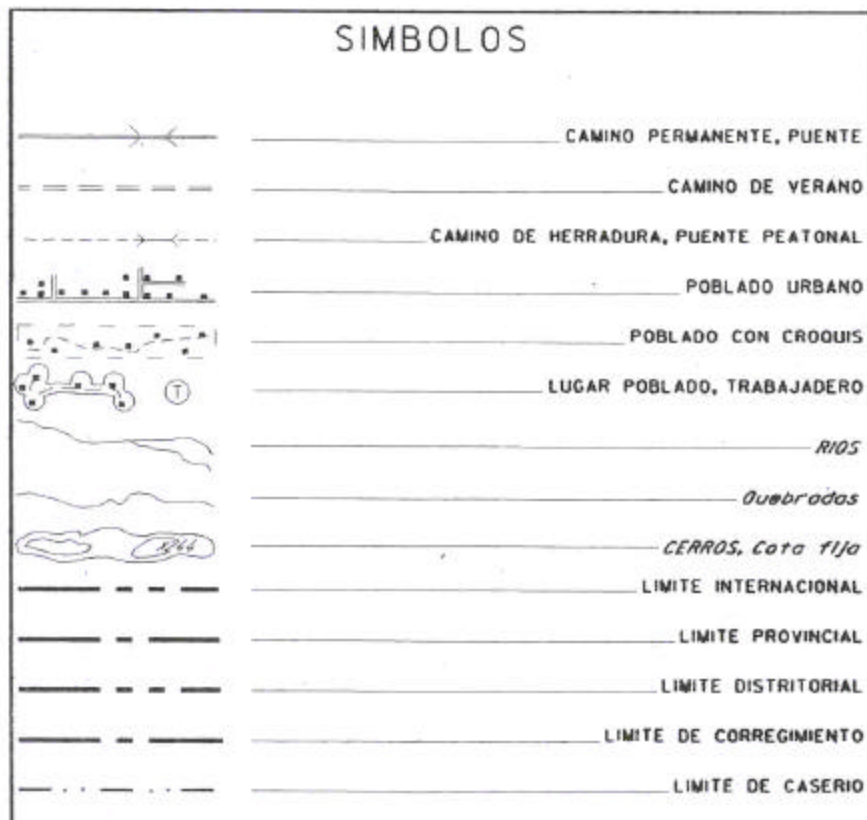 SIMBOLOS
CAMINO PERMANENTE, PUENTE
CAMINO DE VERANO
CAMINO DE HERRADURA, PUENTE PEATONAL
POBLADO URBANO
POBLADO CON CROQUIS
T LUGAR POBLADO, TRABAJADERO
RIOS
Quebradas
264 CERROS, Cota fija
LIMITE INTERNACIONAL
LIMITE PROVINCIAL
LIMITE DISTRITORIAL
LIMITE DE CORREGIMIENTO
LIMITE DE CASERIO